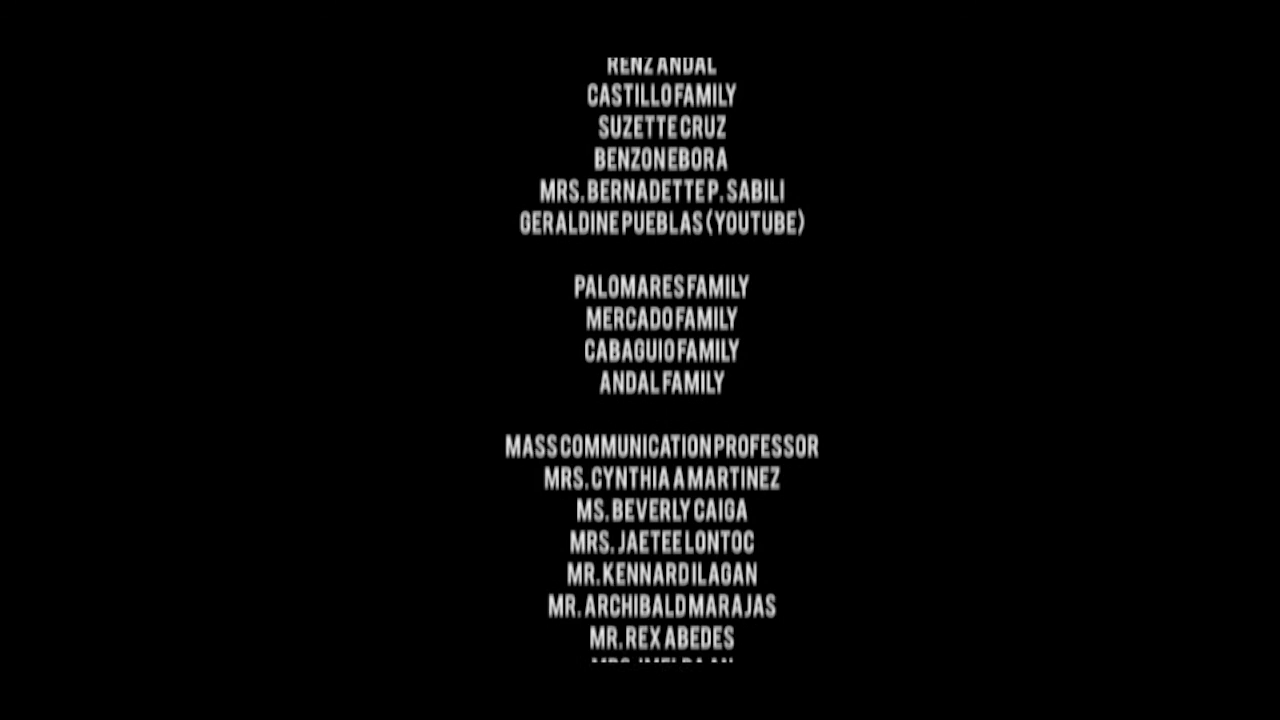 RENZ ANDAL
CASTILLO FAMILY
SUZETTE CRUZ
BENZON EBORA
MRS. BERNADETTE P. SABILI
GERALDINE PUEBLAS (YOUTUBE)
PALOMARES FAMILY
MERCADO FAMILY
CABAGUIO FAMILY
ANDAL FAMILY
MASS COMMUNICATION PROFESSOR
MRS. CYNTHIA A MARTINEZ
MS. BEVERLY CAIGA
MRS. JAETEE LONTOC
MR. KENNARD ILAGAN
MR. ARCHIBALD MARAJAS
MR. REX ABEDES